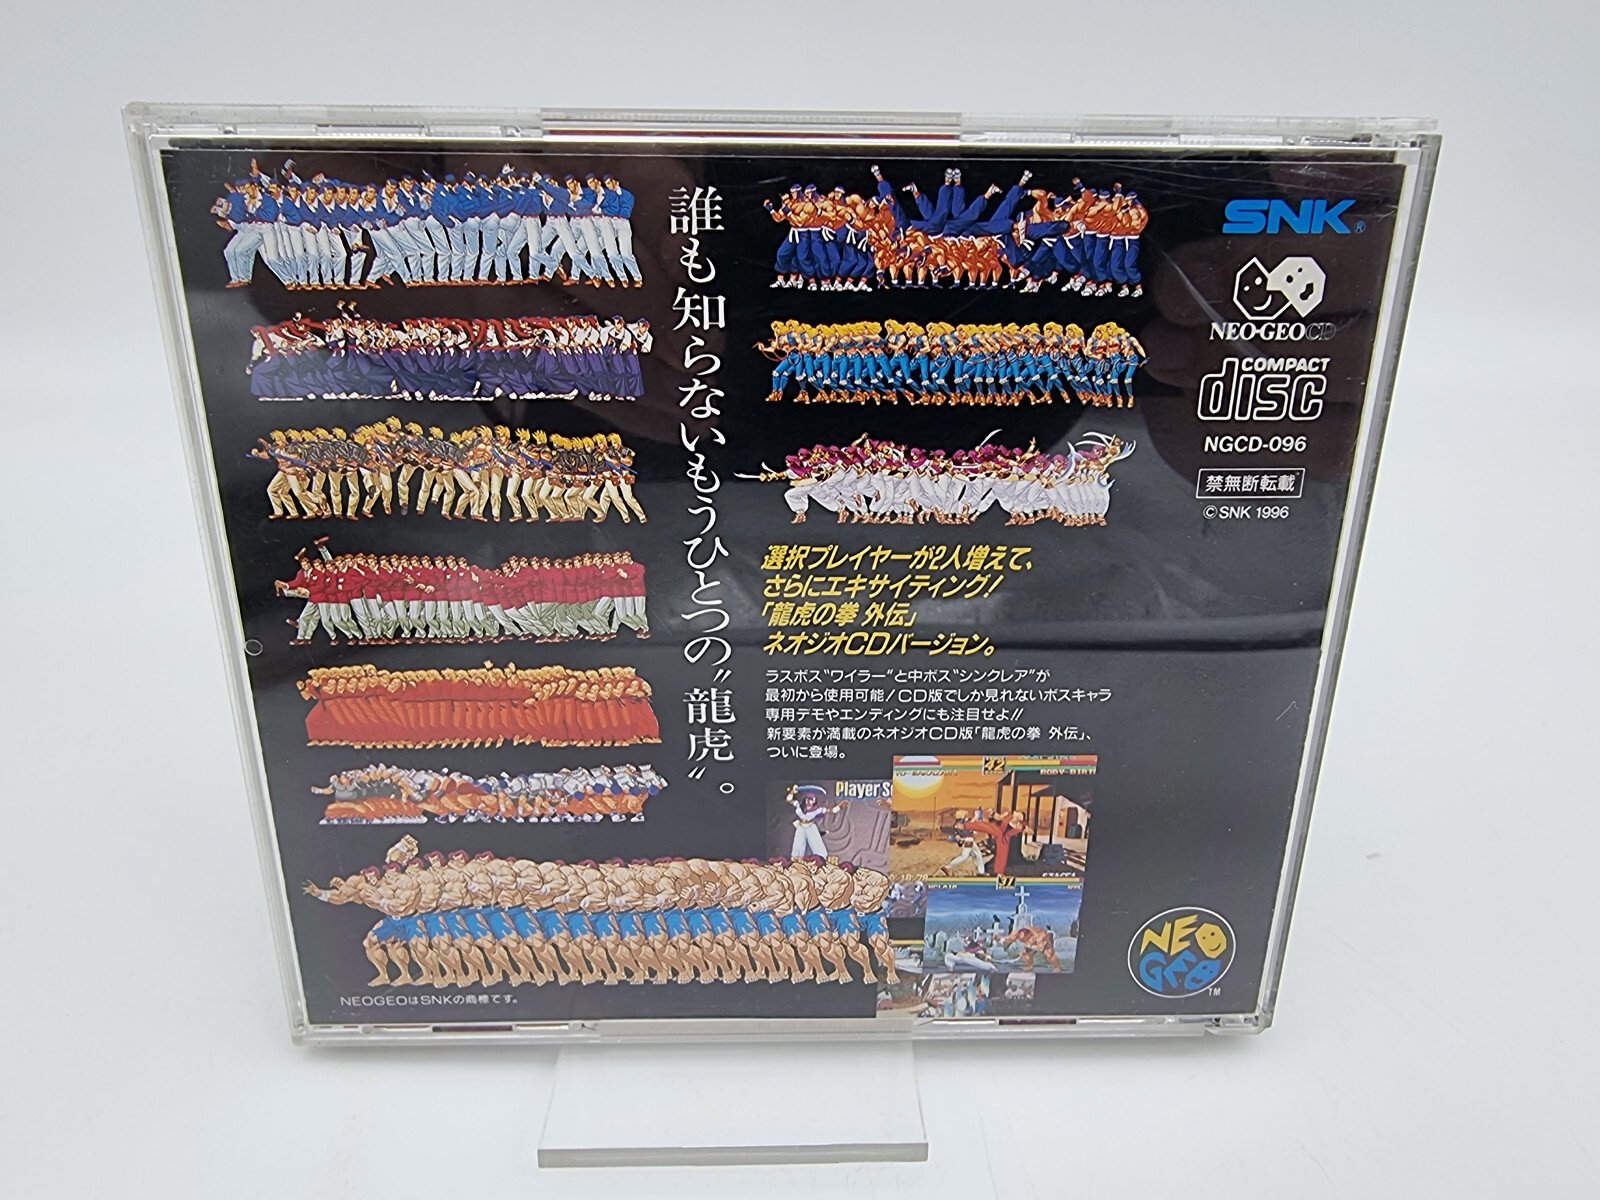 誰も知らないもうひとつの〝龍虎〟。
SNK®
NEO·GEO CD
COMPACT
disc
NGCD-096
禁無断転載
©SNK 1996
選択プレイヤーが2人増えて、
さらにエキサイティング!
「龍虎の拳 外伝」
ネオジオCDバージョン。
ラスボス“ワイラー”と中ボス“シンクレア”が
最初から使用可能!CD版でしか見れないボスキャラ
専用デモやエンディングにも注目せよ!!
新要素が満載のネオジオCD版「龍虎の拳 外伝」、
ついに登場。
Player S
42
RODY-BIRT
NCLAIR
NEO
GEO
TM
NEOGEOはSNKの商標です。